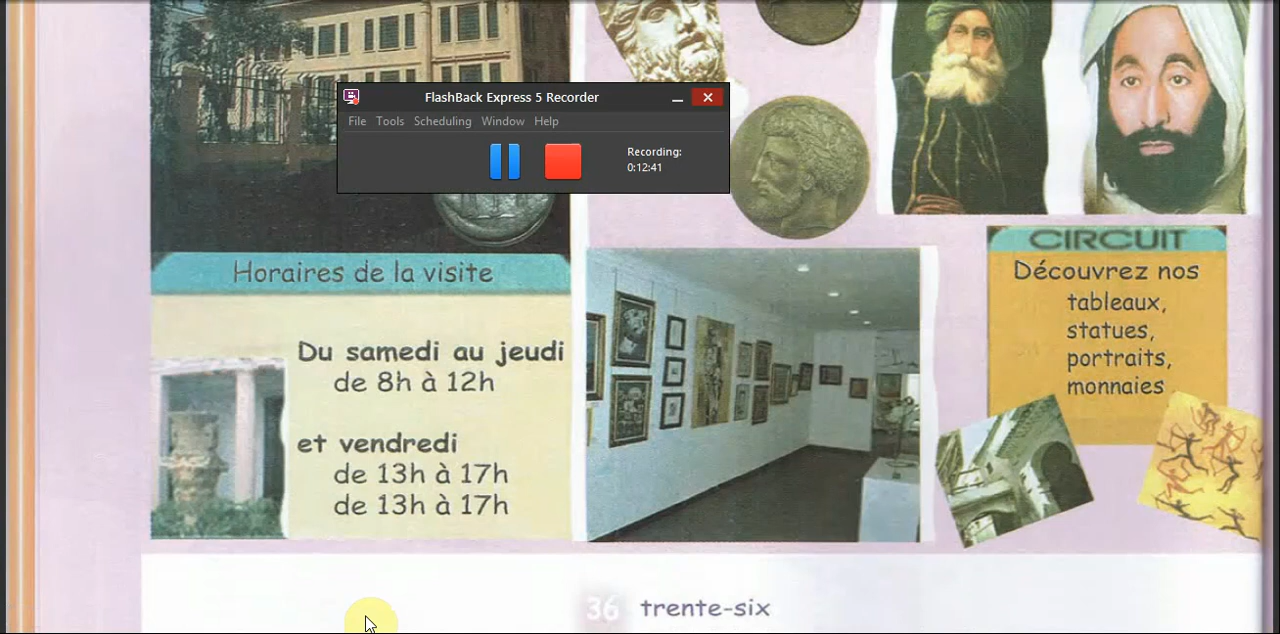 FlashBack Express 5 Recorder
File Tools Scheduling Window Help
Recording:
0:12:41
CIRCUIT
Découvrez nos
tableaux,
statues,
portraits,
monnaies
Horaires de la visite
Du samedi au jeudi
de 8h à 12h
et vendredi
de 13h à 17h
de 13h à 17h
36 trente-six